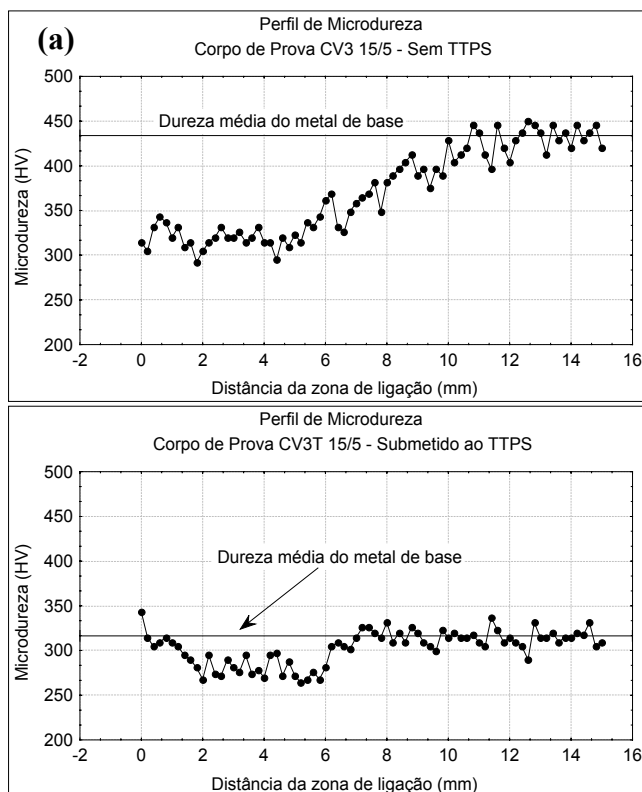 (a)
Perfil de Microdureza
Corpo de Prova CV3 15/5 - Sem TTPS
500
450
400
350
300
250
200
Dureza média do metal de base
Microdureza (HV)
-2 0 2 4 6 8 10 12 14 16
Distância da zona de ligação (mm)
Perfil de Microdureza
Corpo de Prova CV3T 15/5 - Submetido ao TTPS
500
450
400
350
300
250
200
Dureza média do metal de base
Microdureza (HV)
-2 0 2 4 6 8 10 12 14 16
Distância da zona de ligação (mm)